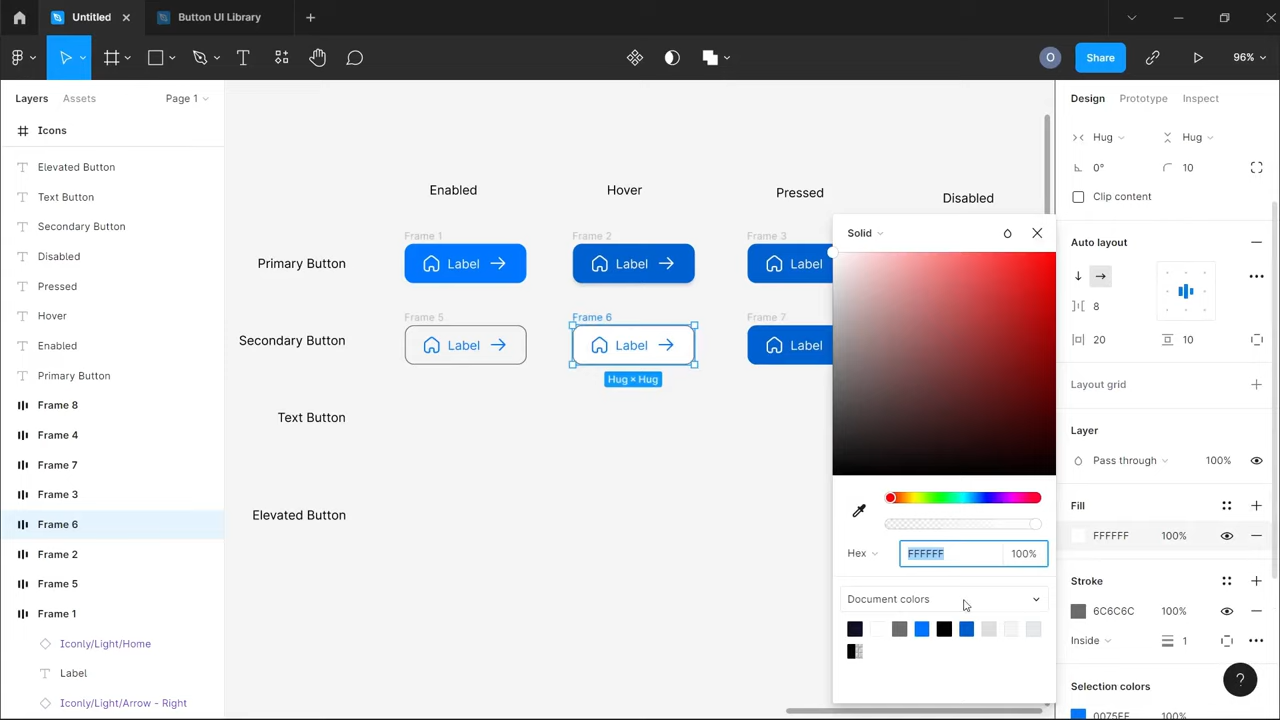 Untitled
Button UI Library
Share
96%
O
Layers
Assets
Page 1
Icons
Elevated Button
Text Button
Secondary Button
Disabled
Pressed
Hover
Enabled
Primary Button
Frame 8
Frame 4
Frame 7
Frame 3
Frame 6
Frame 2
Frame 5
Frame 1
Iconly/Light/Home
Label
Iconly/Light/Arrow - Right
Enabled
Hover
Pressed
Disabled
Frame 1
Frame 2
Frame 3
Primary Button
Label
Label
Label
Frame 5
Frame 6
Frame 7
Secondary Button
Label
Label
Label
Hug × Hug
Text Button
Elevated Button
Solid
Hex
FFFFFF
100%
Document colors
Design
Prototype
Inspect
Hug
Hug
0°
10
Clip content
Auto layout
8
20
10
Layout grid
Layer
Pass through
100%
Fill
FFFFFF
100%
Stroke
6C6C6C
100%
Inside
1
Selection colors
0075FF
100%
?